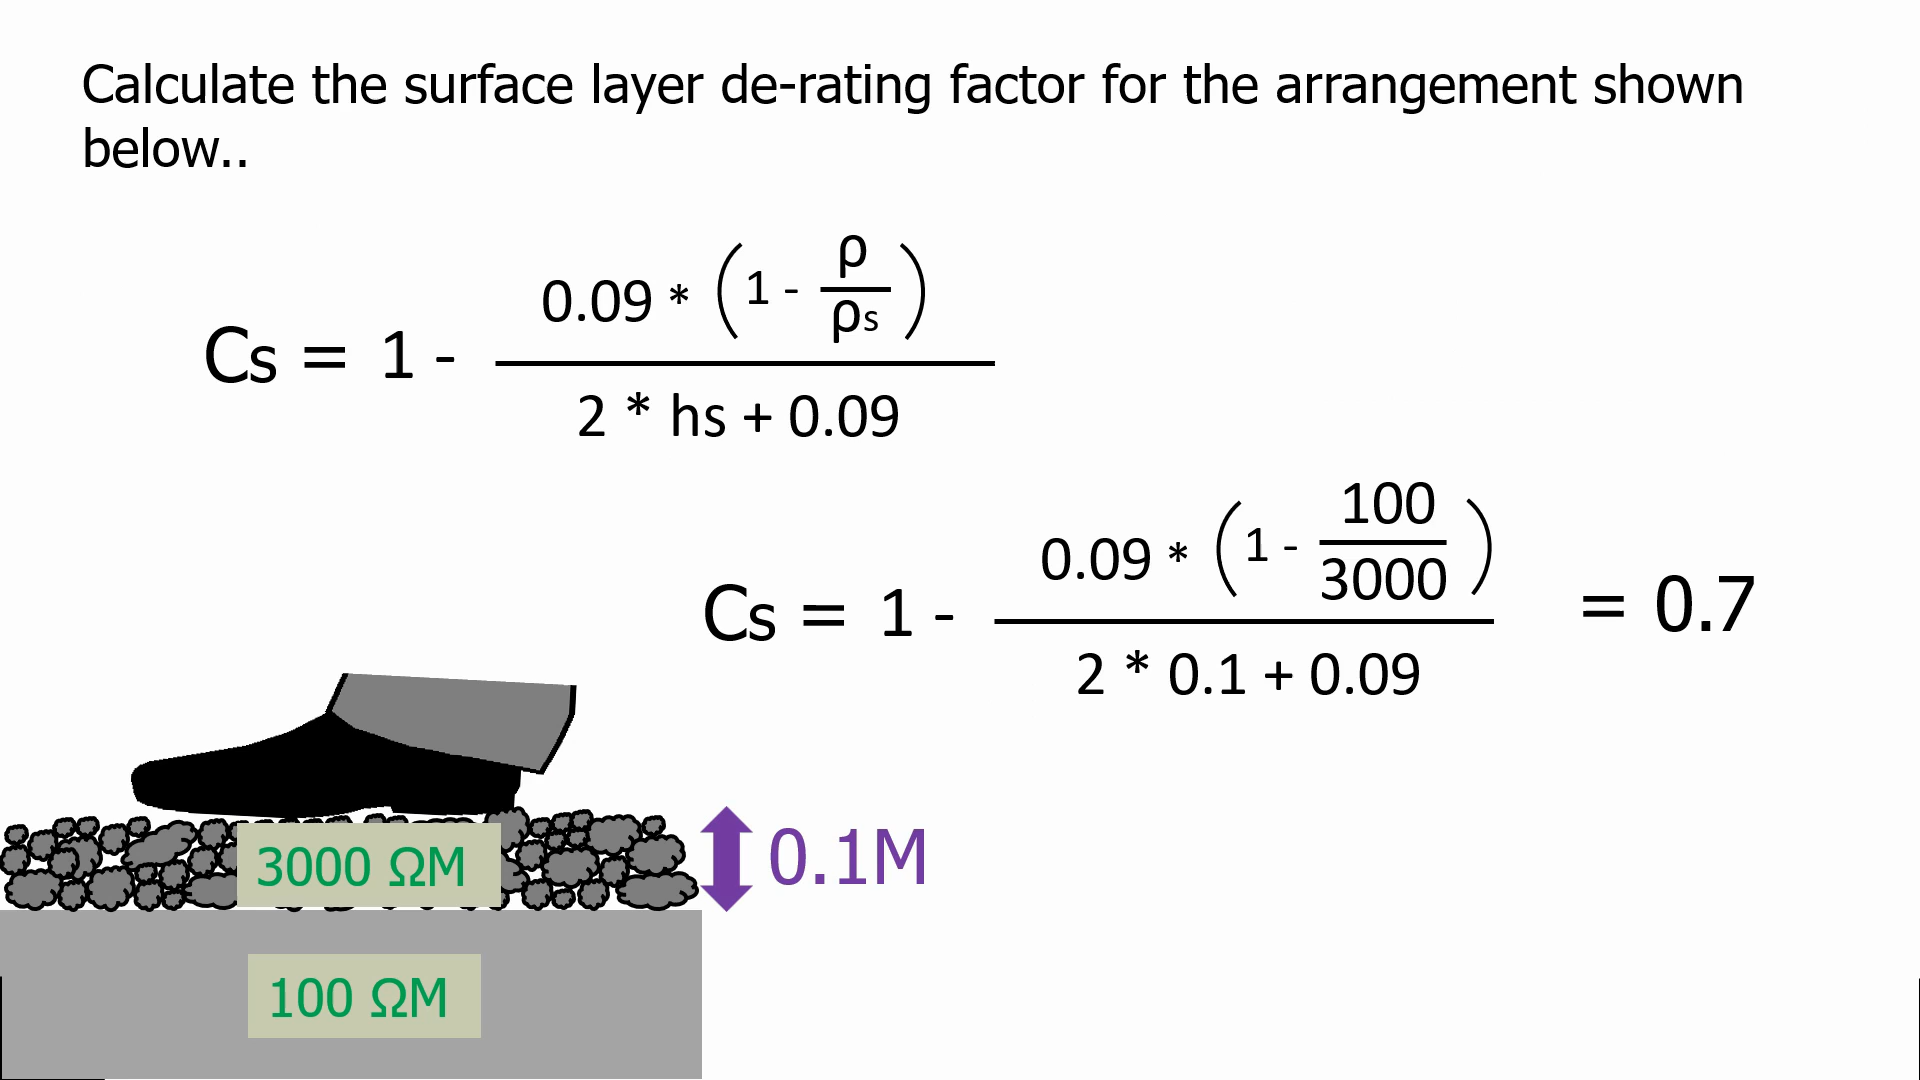 Calculate the surface layer de-rating factor for the arrangement shown
below..
Cs = 1 - 0.09 * (1 - ρ/ρs) / 2 * hs + 0.09
Cs = 1 - 0.09 * (1 - 100/3000) / 2 * 0.1 + 0.09 = 0.7
3000 ΩM
0.1M
100 ΩM